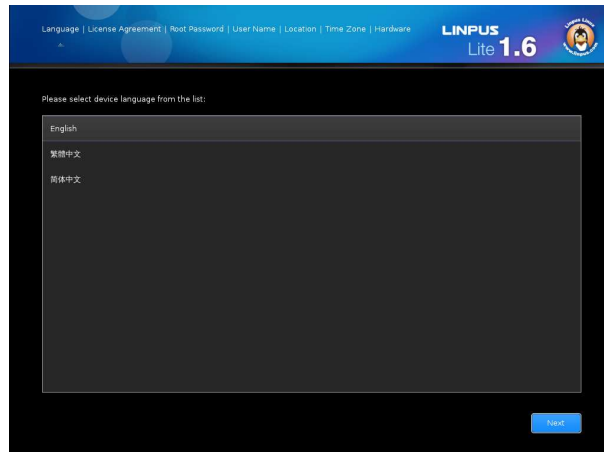 Language | License Agreement | Root Password | User Name | Location | Time Zone | Hardware
LINPUS
Lite 1.6
Please select device language from the list:
English
繁體中文
简体中文
Next